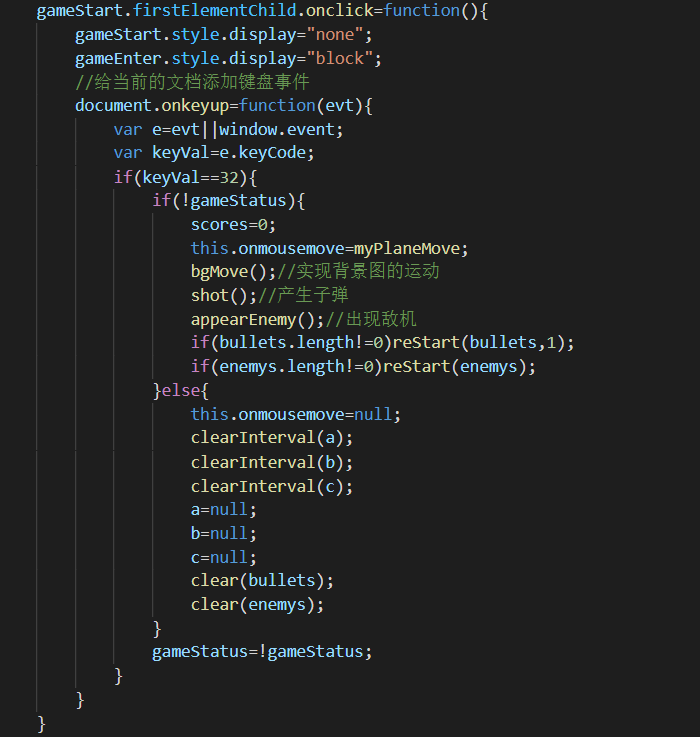 gameStart.firstElementChild.onclick=function(){
    gameStart.style.display="none";
    gameEnter.style.display="block";
    //给当前的文档添加键盘事件
    document.onkeyup=function(evt){
        var e=evt||window.event;
        var keyVal=e.keyCode;
        if(keyVal==32){
            if(!gameStatus){
                scores=0;
                this.onmousemove=myPlaneMove;
                bgMove();//实现背景图的运动
                shot();//产生子弹
                appearEnemy();//出现敌机
                if(bullets.length!=0)reStart(bullets,1);
                if(enemys.length!=0)reStart(enemys);
            }else{
                this.onmousemove=null;
                clearInterval(a);
                clearInterval(b);
                clearInterval(c);
                a=null;
                b=null;
                c=null;
                clear(bullets);
                clear(enemys);
            }
            gameStatus=!gameStatus;
        }
    }
}